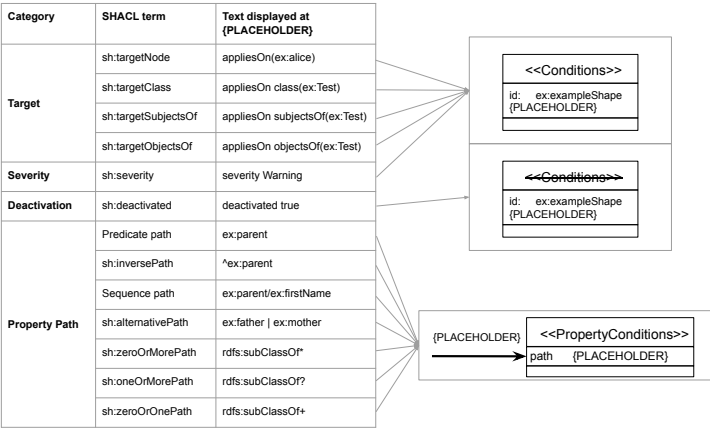 Category SHACL term Text displayed at
{PLACEHOLDER}
Target
sh:targetNode appliesOn(ex:alice)
sh:targetClass appliesOn class(ex:Test)
sh:targetSubjectsOf appliesOn subjectsOf(ex:Test)
sh:targetObjectsOf appliesOn objectsOf(ex:Test)
Severity sh:severity severity Warning
Deactivation sh:deactivated deactivated true
Property Path
Predicate path ex:parent
sh:inversePath ^ex:parent
Sequence path ex:parent/ex:firstName
sh:alternativePath ex:father | ex:mother
sh:zeroOrMorePath rdfs:subClassOf*
sh:oneOrMorePath rdfs:subClassOf?
sh:zeroOrOnePath rdfs:subClassOf+
<<Conditions>>
id: ex:exampleShape
{PLACEHOLDER}
<<Conditions>>
id: ex:exampleShape
{PLACEHOLDER}
{PLACEHOLDER}
<<PropertyConditions>>
path {PLACEHOLDER}